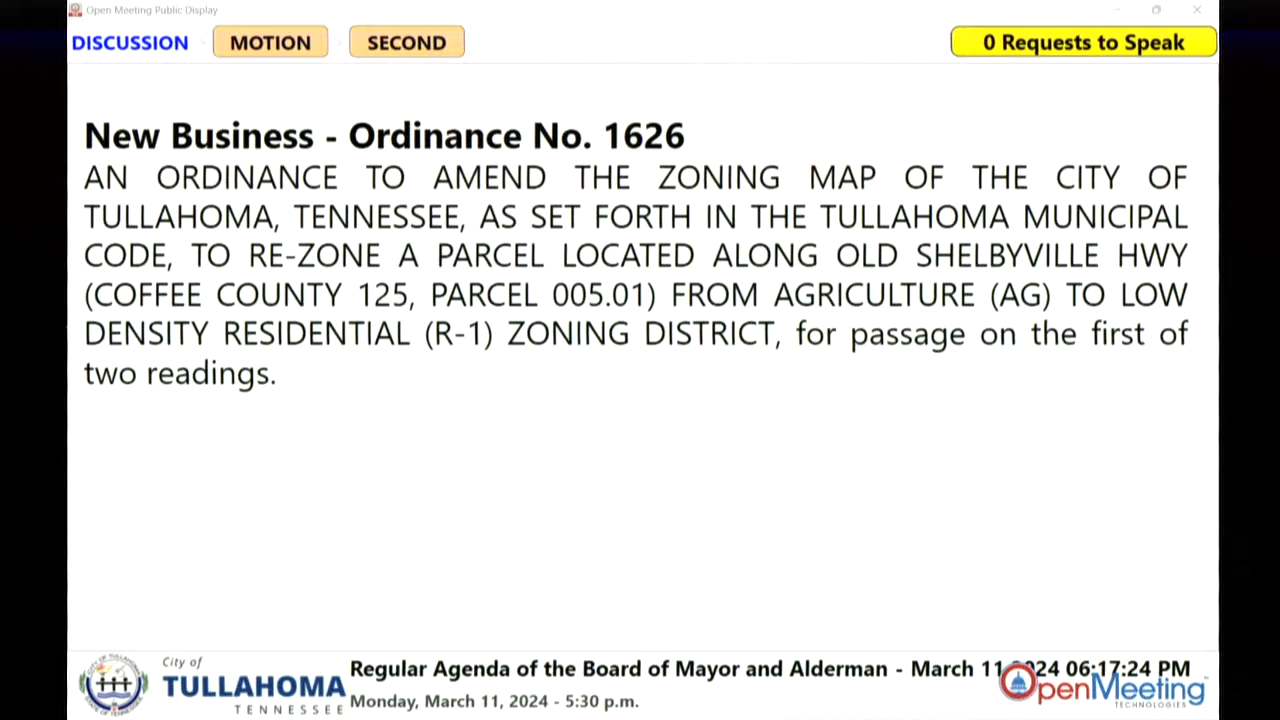 Open Meeting Public Display
DISCUSSION MOTION SECOND 0 Requests to Speak
New Business - Ordinance No. 1626
AN ORDINANCE TO AMEND THE ZONING MAP OF THE CITY OF
TULLAHOMA, TENNESSEE, AS SET FORTH IN THE TULLAHOMA MUNICIPAL
CODE, TO RE-ZONE A PARCEL LOCATED ALONG OLD SHELBYVILLE HWY
(COFFEE COUNTY 125, PARCEL 005.01) FROM AGRICULTURE (AG) TO LOW
DENSITY RESIDENTIAL (R-1) ZONING DISTRICT, for passage on the first of
two readings.
City of
TULLAHOMA
TENNESSEE
Regular Agenda of the Board of Mayor and Alderman - March 11 2024 06:17:24 PM
Monday, March 11, 2024 - 5:30 p.m.
OpenMeeting
TECHNOLOGIES